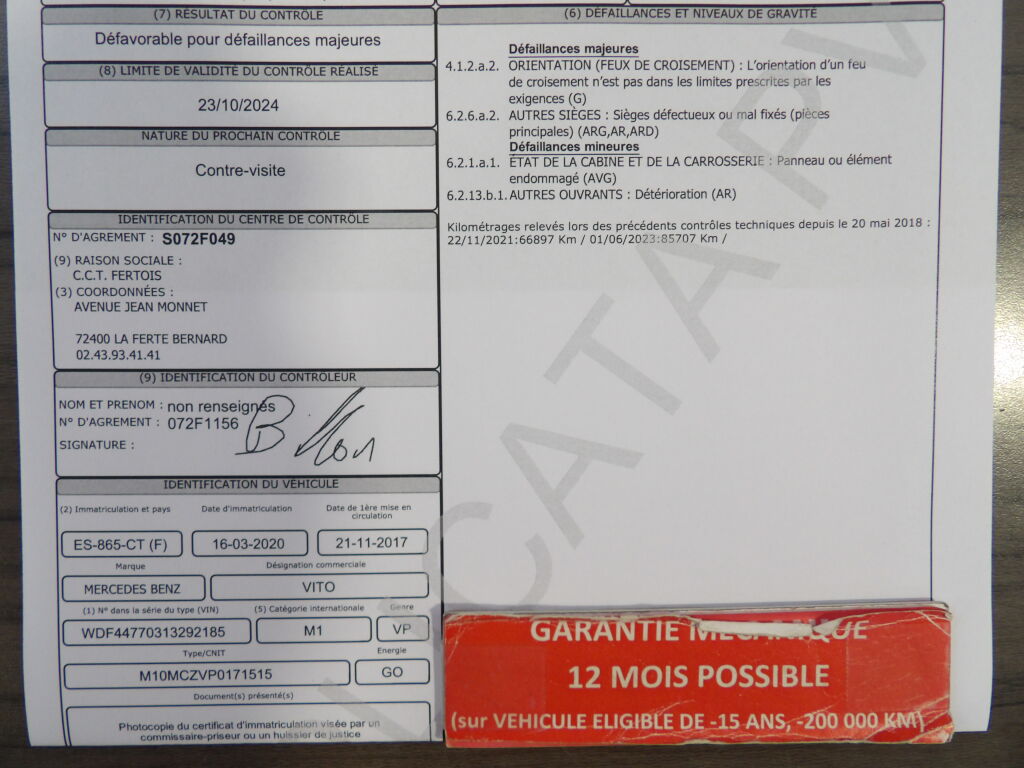 (7) RÉSULTAT DU CONTRÔLE
Défavorable pour défaillances majeures
(8) LIMITE DE VALIDITÉ DU CONTRÔLE RÉALISÉ
23/10/2024
NATURE DU PROCHAIN CONTRÔLE
Contre-visite
IDENTIFICATION DU CENTRE DE CONTRÔLE
N° D'AGREMENT : S072F049
(9) RAISON SOCIALE :
C.C.T. FERTOIS
(3) COORDONNÉES :
AVENUE JEAN MONNET
72400 LA FERTE BERNARD
02.43.93.41.41
(9) IDENTIFICATION DU CONTRÔLEUR
NOM ET PRENOM : non renseignés
N° D'AGREMENT : 072F1156
SIGNATURE :
IDENTIFICATION DU VÉHICULE
(2) Immatriculation et pays Date d'immatriculation Date de 1ère mise en
circulation
ES-865-CT (F) 16-03-2020 21-11-2017
Marque Désignation commerciale
MERCEDES BENZ VITO
(1) N° dans la série du type (VIN) (5) Catégorie internationale Genre
WDF44770313292185 M1 VP
Type/CNIT Energie
M10MCZVP0171515 GO
Document(s) présenté(s)
Photocopie du certificat d'immatriculation visée par un
commissaire-priseur ou un huissier de justice
(6) DÉFAILLANCES ET NIVEAUX DE GRAVITÉ
Défaillances majeures
4.1.2.a.2. ORIENTATION (FEUX DE CROISEMENT) : L'orientation d'un feu
de croisement n'est pas dans les limites prescrites par les
exigences (G)
6.2.6.a.2. AUTRES SIÈGES : Sièges défectueux ou mal fixés (pièces
principales) (ARG,AR,ARD)
Défaillances mineures
6.2.1.a.1. ÉTAT DE LA CABINE ET DE LA CARROSSERIE : Panneau ou élément
endommagé (AVG)
6.2.13.b.1. AUTRES OUVRANTS : Détérioration (AR)
Kilométrages relevés lors des précédents contrôles techniques depuis le 20 mai 2018 :
22/11/2021:66897 Km / 01/06/2023:85707 Km /
GARANTIE MÉCANIQUE
12 MOIS POSSIBLE
(sur VEHICULE ELIGIBLE DE -15 ANS, -200 000 KM)